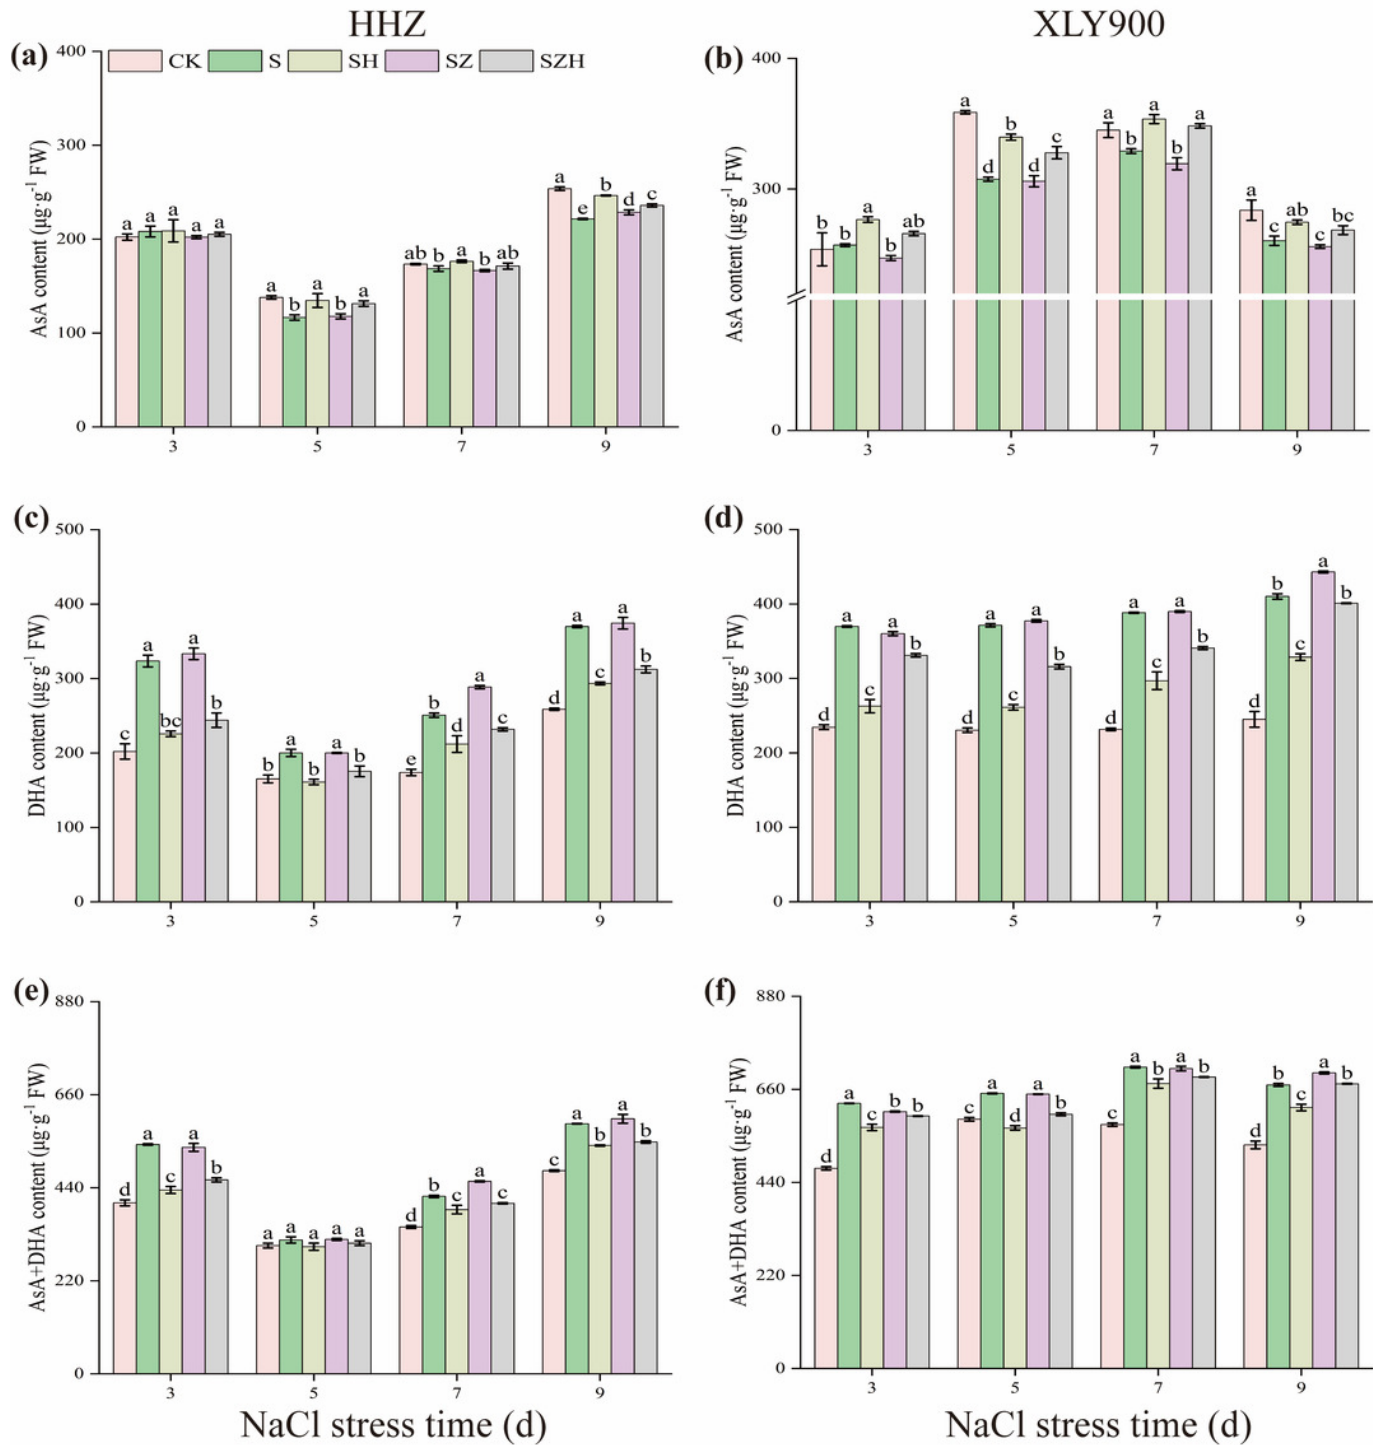 HHZ
XLY900
(a)
CK S SH SZ SZH
AsA content (μg·g⁻¹ FW)
400
300
200
100
0
a a a a a
a b a b a
ab b a b ab
a e b d c
3 5 7 9
(b)
AsA content (μg·g⁻¹ FW)
400
300
0
b b a b ab
a d b d c
a b a b a
a c ab c bc
3 5 7 9
(c)
DHA content (μg·g⁻¹ FW)
500
400
300
200
100
0
c a bc a b
b a b a b
e b d a c
d a c a b
3 5 7 9
(d)
DHA content (μg·g⁻¹ FW)
500
400
300
200
100
0
d a c a b
d a c a b
d a c a b
d b c a b
3 5 7 9
(e)
AsA+DHA content (μg·g⁻¹ FW)
880
660
440
220
0
d a c a b
a a a a a
d b c a c
c a b a b
3 5 7 9
NaCl stress time (d)
(f)
AsA+DHA content (μg·g⁻¹ FW)
880
660
440
220
0
d a c b b
c a d a b
c a b a b
d b c a b
3 5 7 9
NaCl stress time (d)